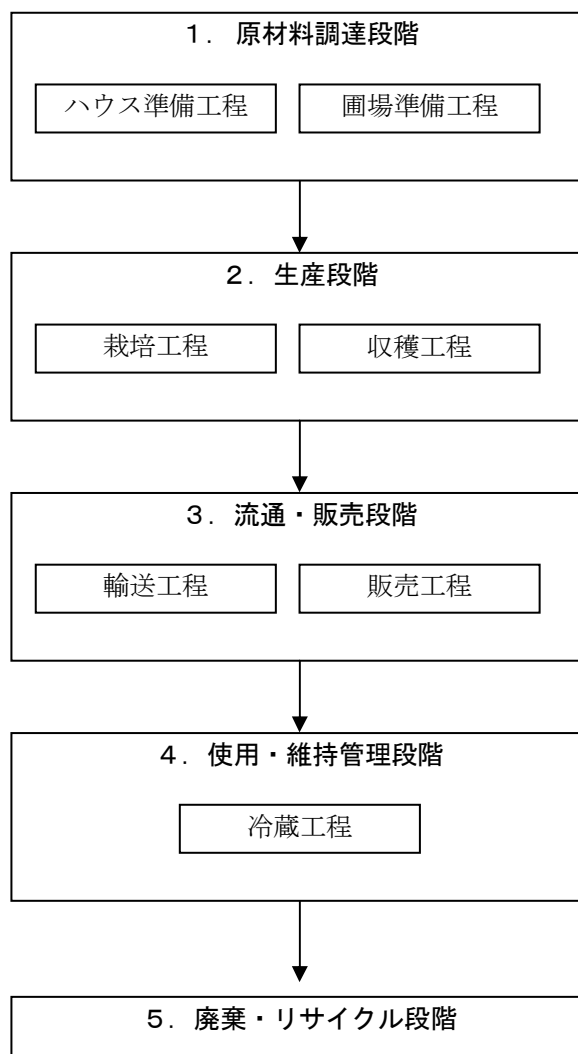 １．原材料調達段階
ハウス準備工程 圃場準備工程
２．生産段階
栽培工程 収穫工程
３．流通・販売段階
輸送工程 販売工程
４．使用・維持管理段階
冷蔵工程
５．廃棄・リサイクル段階